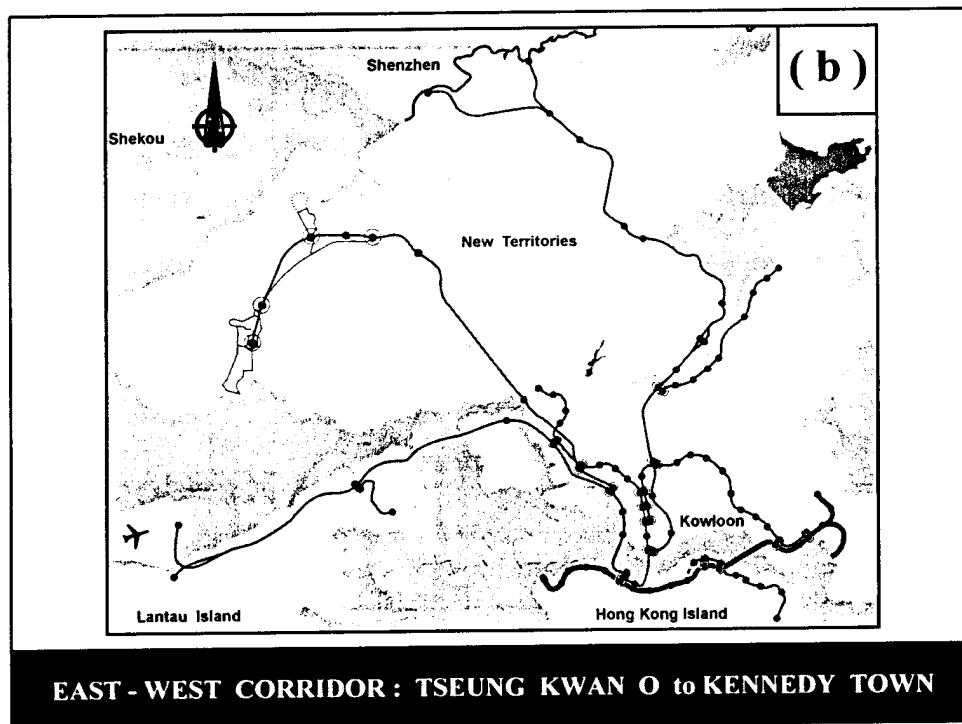 ( b )
Shenzhen
Shekou
New Territories
Kowloon
Lantau Island
Hong Kong Island
EAST - WEST CORRIDOR : TSEUNG KWAN O to KENNEDY TOWN